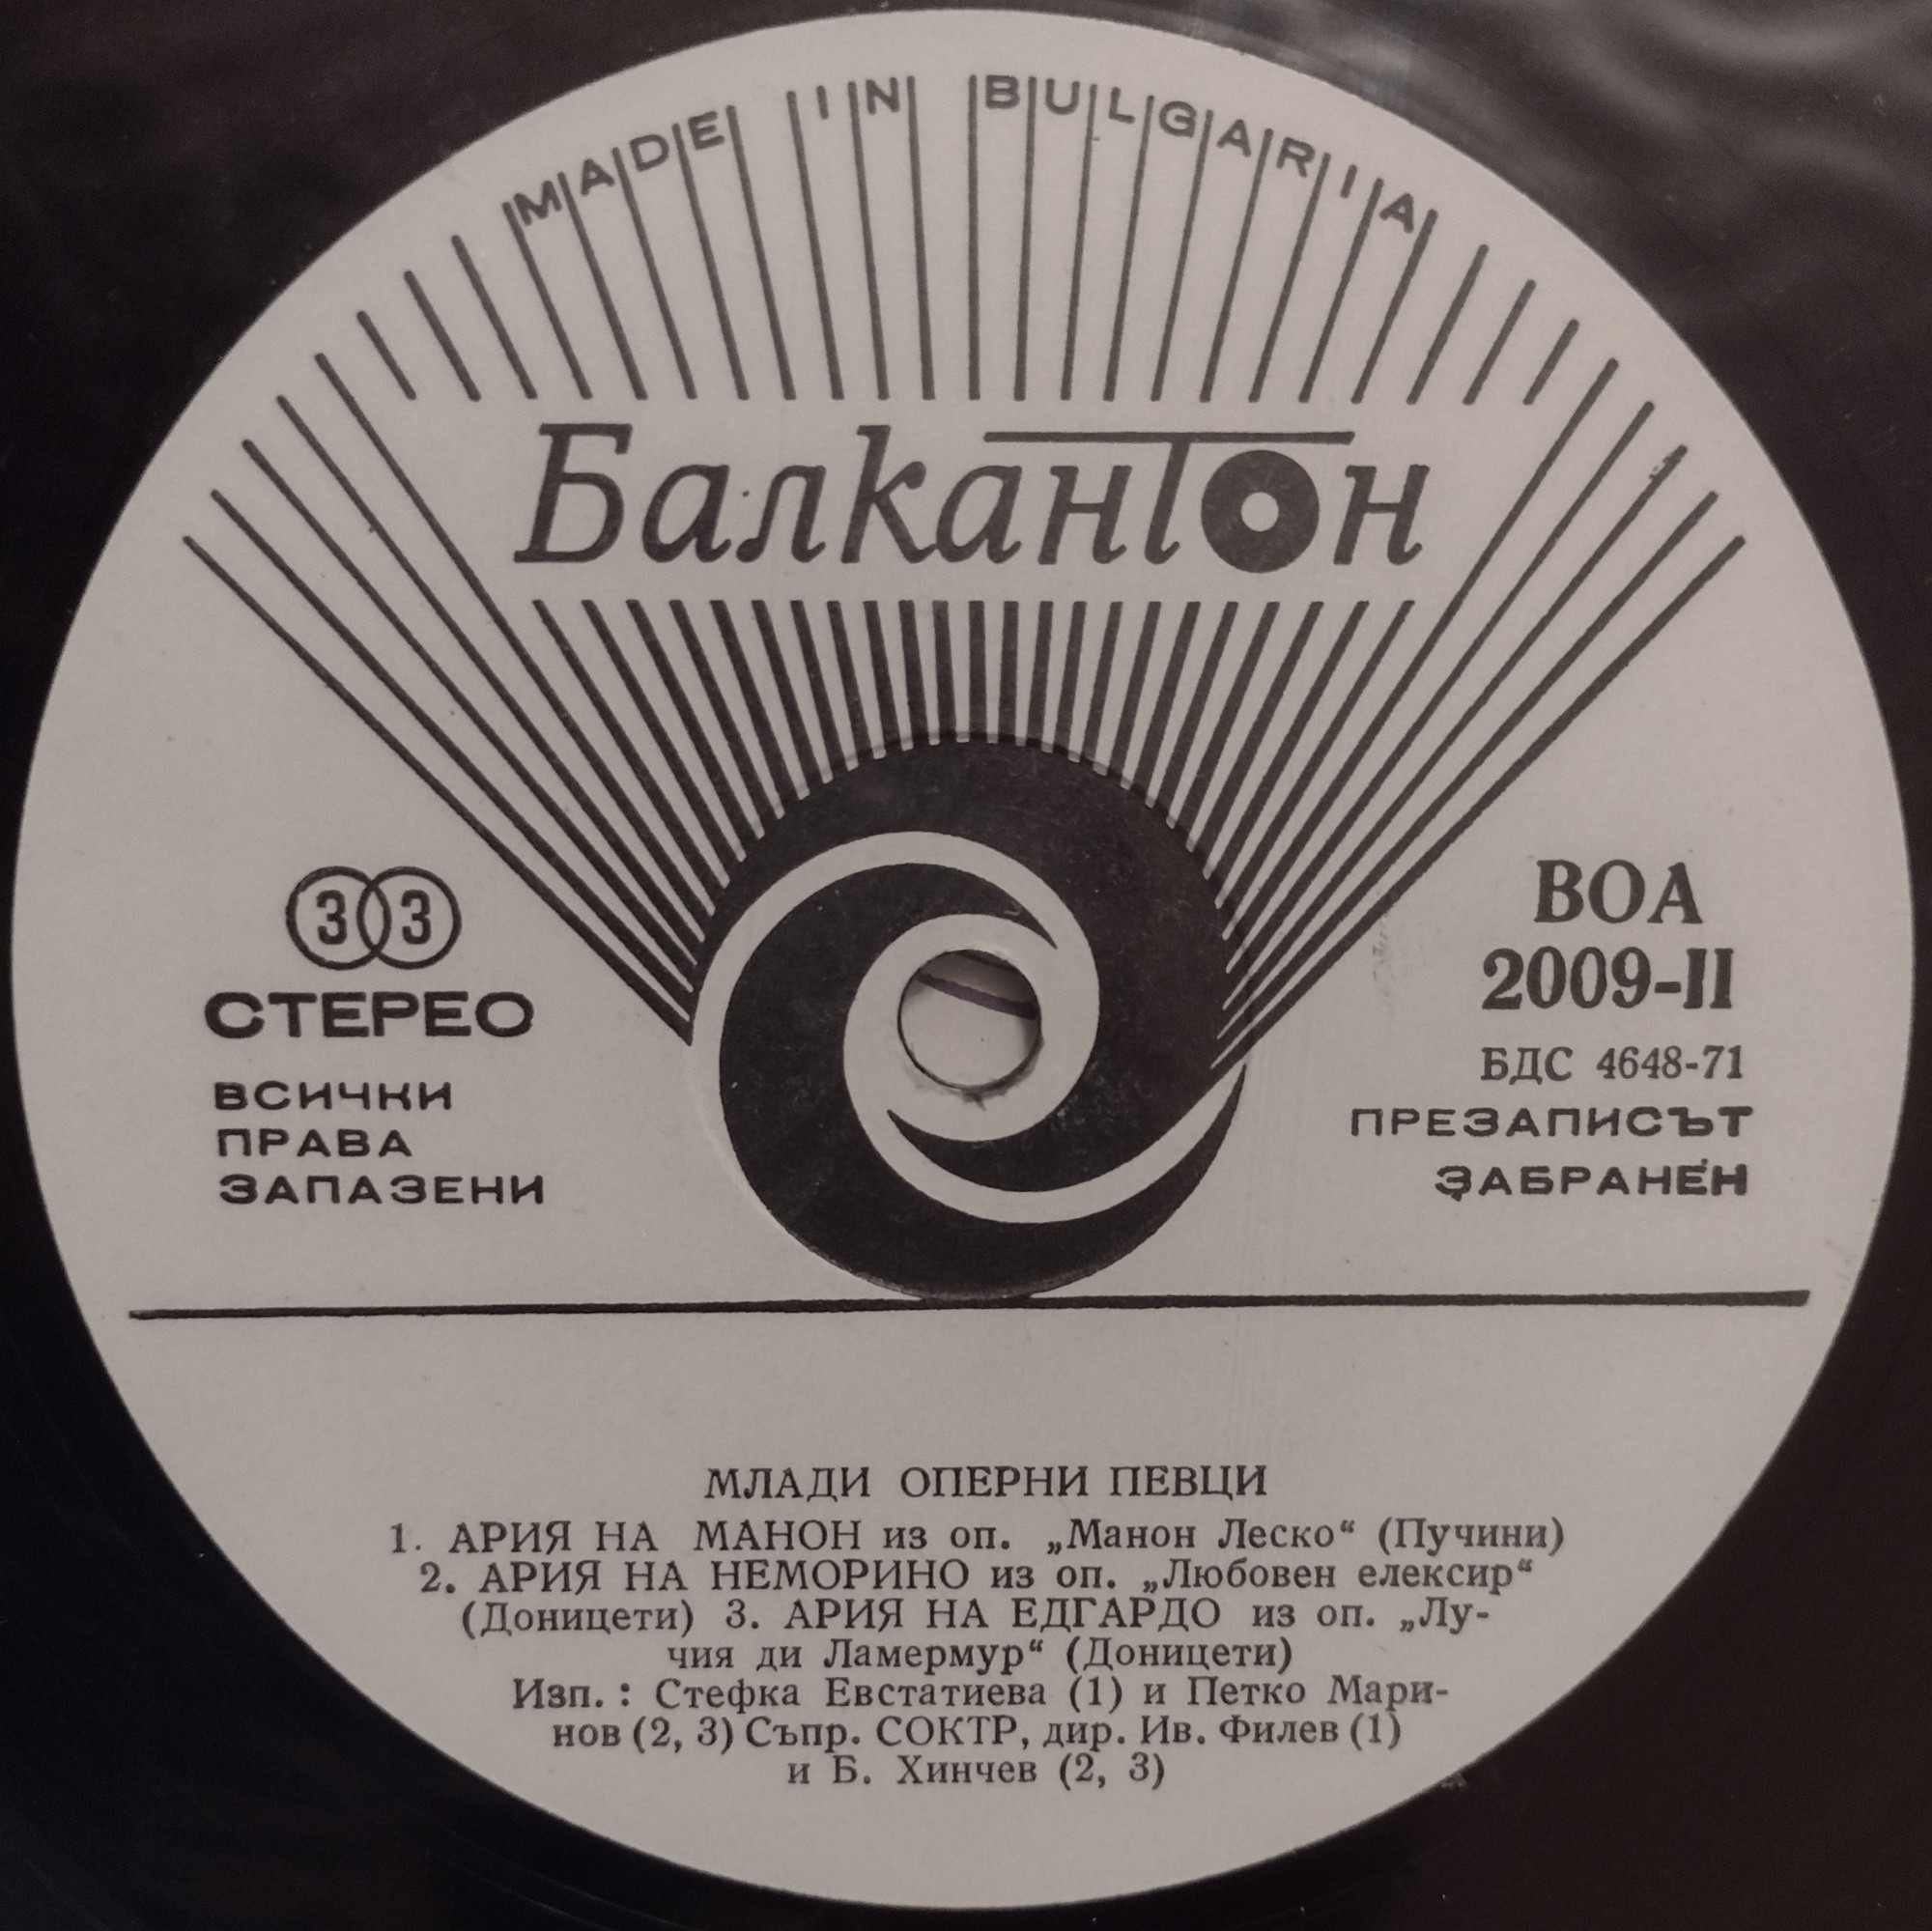 MADE IN BULGARIA
Балкантон
33
СТЕРЕО
ВСИЧКИ
ПРАВА
ЗАПАЗЕНИ
ВОА
2009-II
БДС 4648-71
ПРЕЗАПИСЪТ
ЗАБРАНЕН
МЛАДИ ОПЕРНИ ПЕВЦИ
1. АРИЯ НА МАНОН из оп. „Манон Леско“ (Пучини)
2. АРИЯ НА НЕМОРИНО из оп. „Любовен елексир“
(Доницети) 3. АРИЯ НА ЕДГАРДО из оп. „Лу-
чия ди Ламермур“ (Доницети)
Изп. : Стефка Евстатиева (1) и Петко Мари-
нов (2, 3) Съпр. СОКТР, дир. Ив. Филев (1)
и Б. Хинчев (2, 3)